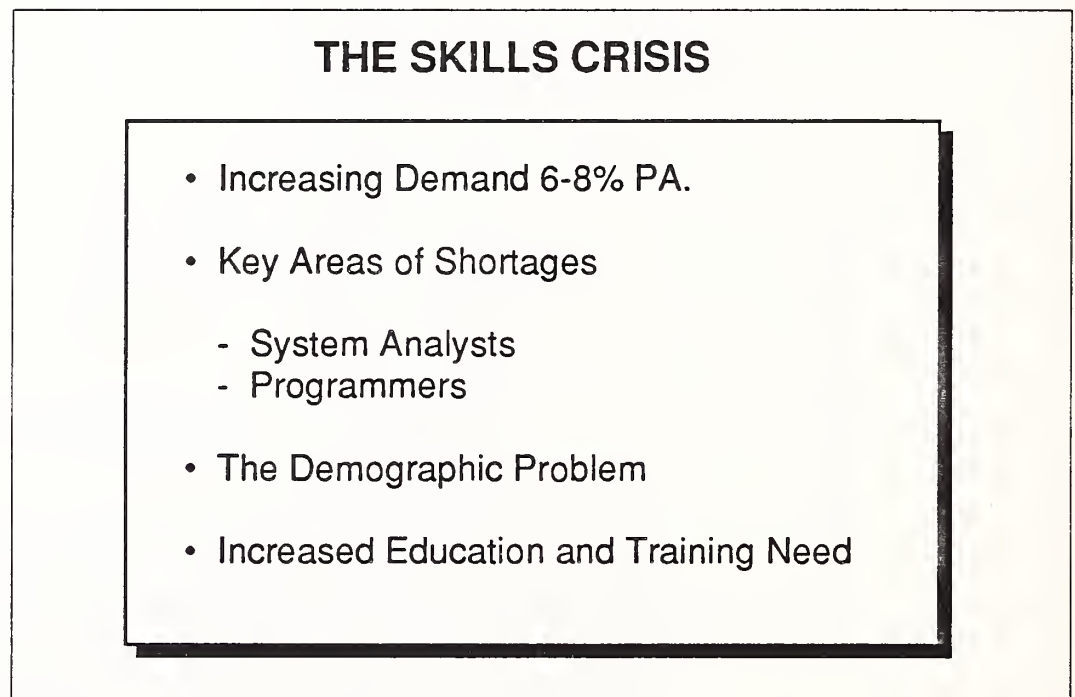 THE SKILLS CRISIS
• Increasing Demand 6-8% PA.
• Key Areas of Shortages
- System Analysts
- Programmers
• The Demographic Problem
• Increased Education and Training Need